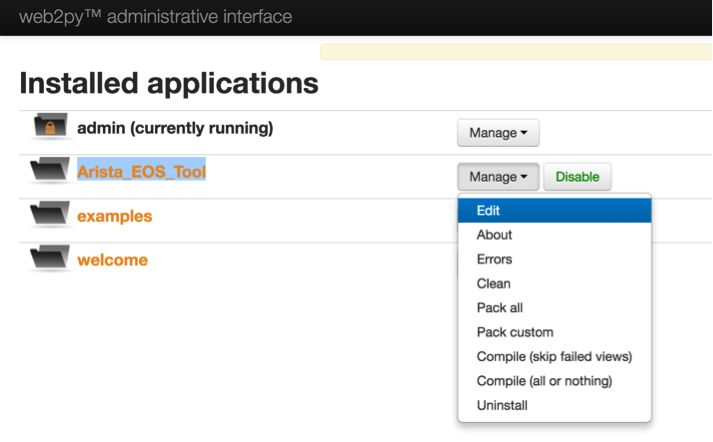 web2py™ administrative interface
Installed applications
admin (currently running)
Manage
Arista_EOS_Tool
Manage
Disable
examples
welcome
Edit
About
Errors
Clean
Pack all
Pack custom
Compile (skip failed views)
Compile (all or nothing)
Uninstall